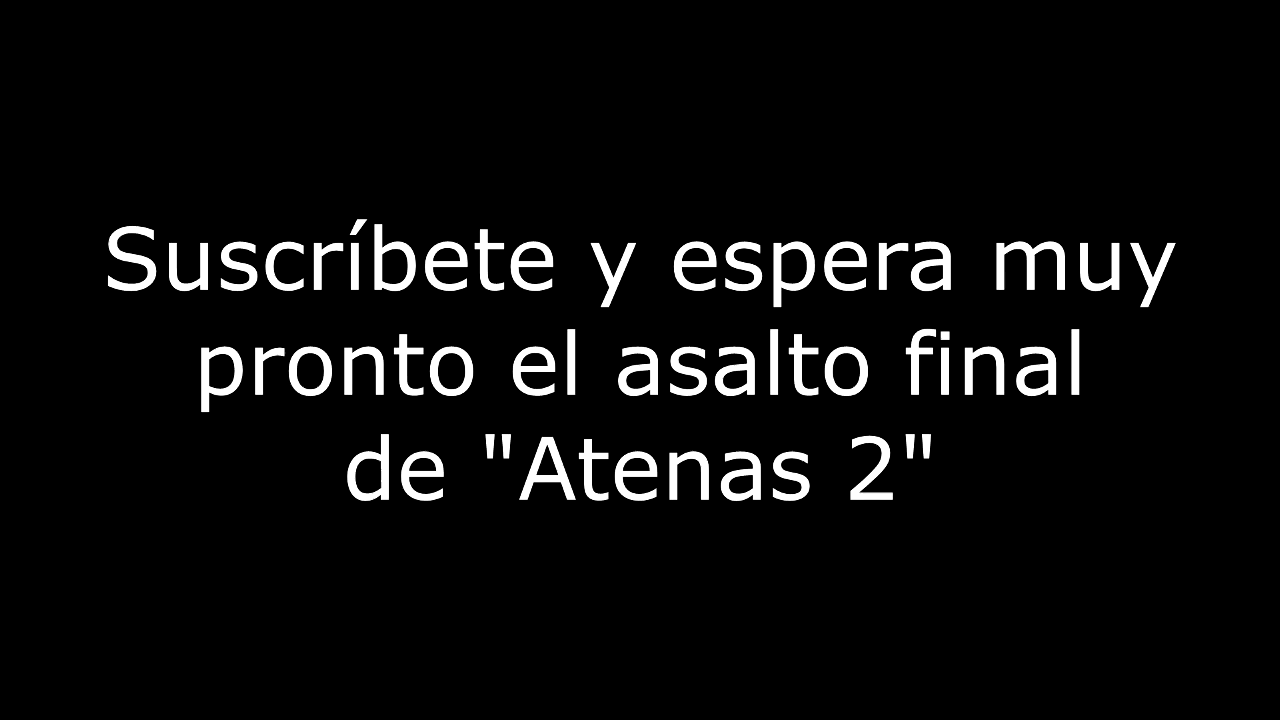 Suscríbete y espera muy
pronto el asalto final
de "Atenas 2"